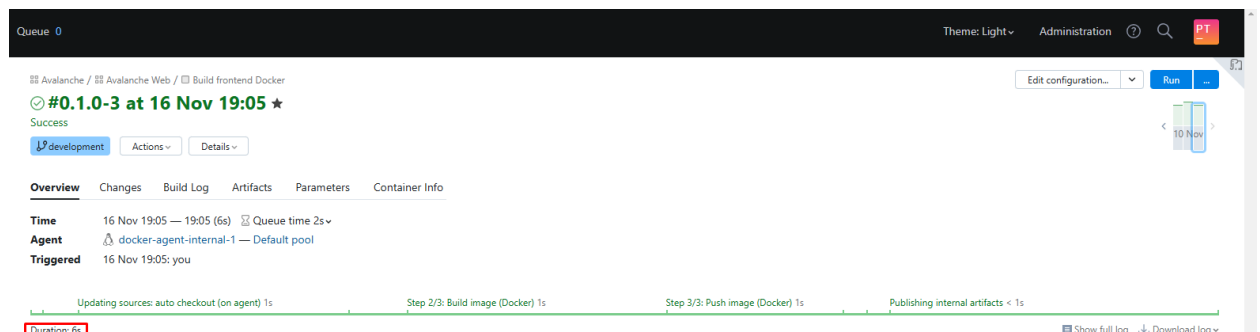 Queue 0
Theme: Light
Administration
PT
Avalanche / Avalanche Web / Build frontend Docker
Edit configuration...
Run
...
#0.1.0-3 at 16 Nov 19:05
Success
10 Nov
development
Actions
Details
Overview Changes Build Log Artifacts Parameters Container Info
Time 16 Nov 19:05 — 19:05 (6s) Queue time 2s
Agent docker-agent-internal-1 — Default pool
Triggered 16 Nov 19:05: you
Updating sources: auto checkout (on agent) 1s Step 2/3: Build image (Docker) 1s Step 3/3: Push image (Docker) 1s Publishing internal artifacts < 1s
Duration: 6s Show full log Download log